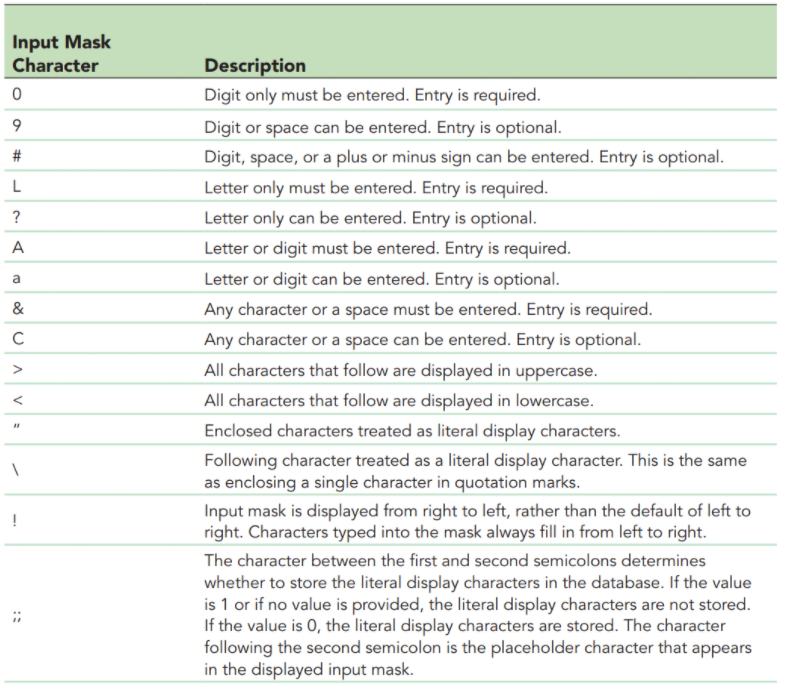 Input Mask
Character Description
0 Digit only must be entered. Entry is required.
9 Digit or space can be entered. Entry is optional.
# Digit, space, or a plus or minus sign can be entered. Entry is optional.
L Letter only must be entered. Entry is required.
? Letter only can be entered. Entry is optional.
A Letter or digit must be entered. Entry is required.
a Letter or digit can be entered. Entry is optional.
& Any character or a space must be entered. Entry is required.
C Any character or a space can be entered. Entry is optional.
> All characters that follow are displayed in uppercase.
< All characters that follow are displayed in lowercase.
" Enclosed characters treated as literal display characters.
\ Following character treated as a literal display character. This is the same
as enclosing a single character in quotation marks.
! Input mask is displayed from right to left, rather than the default of left to
right. Characters typed into the mask always fill in from left to right.
;; The character between the first and second semicolons determines
whether to store the literal display characters in the database. If the value
is 1 or if no value is provided, the literal display characters are not stored.
If the value is 0, the literal display characters are stored. The character
following the second semicolon is the placeholder character that appears
in the displayed input mask.